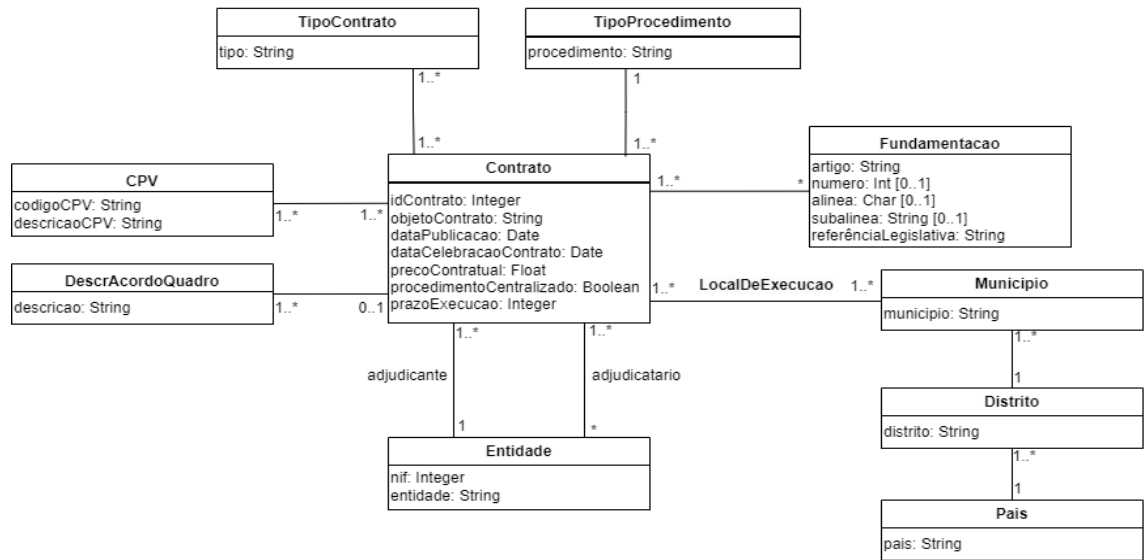 TipoContrato
tipo: String
TipoProcedimento
procedimento: String
1..*
1
1..*
1..*
Fundamentacao
artigo: String
numero: Int [0..1]
alinea: Char [0..1]
subalinea: String [0..1]
referênciaLegislativa: String
CPV
codigoCPV: String
descricaoCPV: String
1..*
1..*
Contrato
idContrato: Integer
objetoContrato: String
dataPublicacao: Date
dataCelebracaoContrato: Date
precoContratual: Float
procedimentoCentralizado: Boolean
prazoExecucao: Integer
1..*
*
DescrAcordoQuadro
descricao: String
1..*
0..1
1..*
LocalDeExecucao
1..*
Municipio
municipio: String
1..*
1..*
adjudicante
adjudicatario
1
*
Entidade
nif: Integer
entidade: String
1..*
1
Distrito
distrito: String
1..*
1
Pais
pais: String